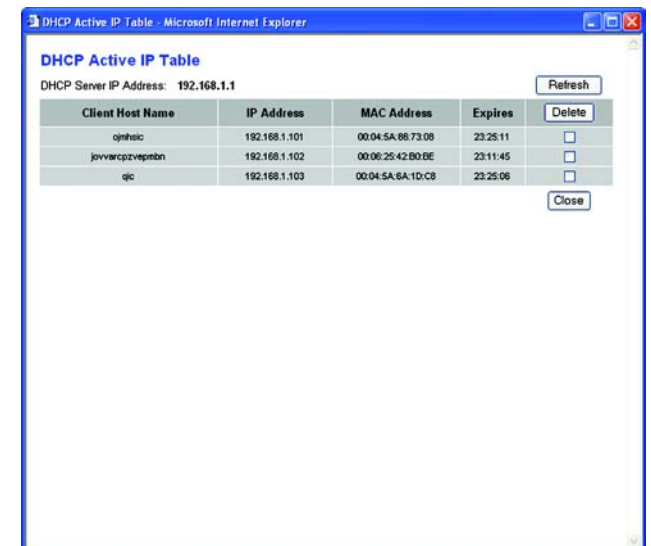 DHCP Active IP Table - Microsoft Internet Explorer
DHCP Active IP Table
DHCP Server IP Address: 192.168.1.1 Refresh
Client Host Name IP Address MAC Address Expires Delete
ojmhsic 192.168.1.101 00:04:5A:86:73:08 23:25:11
jovvarcpzvepmbn 192.168.1.102 00:06:25:42:B0:BE 23:11:45
qic 192.168.1.103 00:04:5A:6A:1D:C8 23:25:06
Close